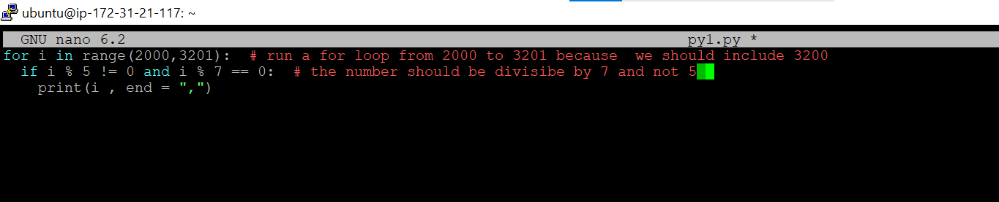 ubuntu@ip-172-31-21-117: ~
GNU nano 6.2 py1.py *
for i in range(2000,3201):  # run a for loop from 2000 to 3201 because  we should include 3200
  if i % 5 != 0 and i % 7 == 0:  # the number should be divisibe by 7 and not 5
    print(i , end = ",")